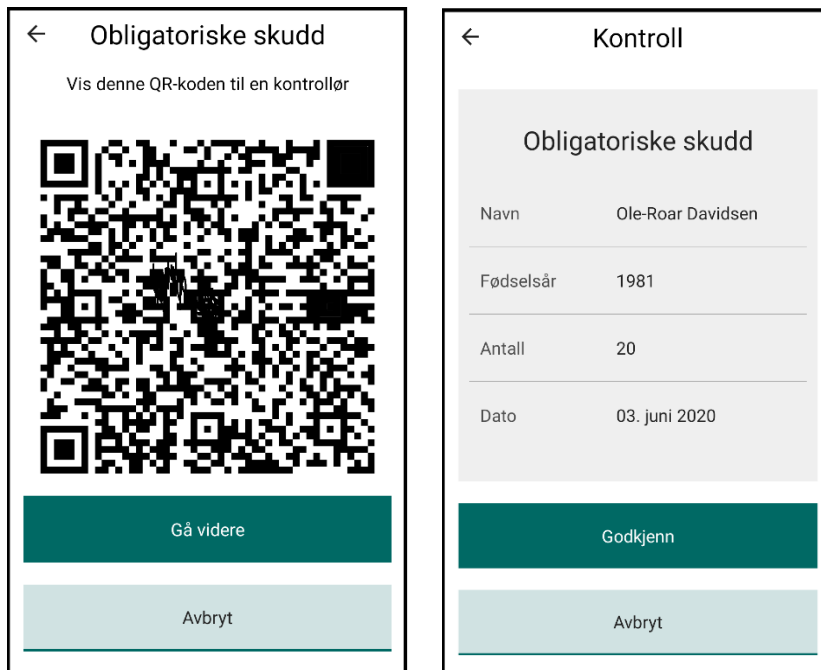 Obligatoriske skudd
Vis denne QR-koden til en kontrollør
Gå videre
Avbryt
Kontroll
Obligatoriske skudd
Navn Ole-Roar Davidsen
Fødselsår 1981
Antall 20
Dato 03. juni 2020
Godkjenn
Avbryt